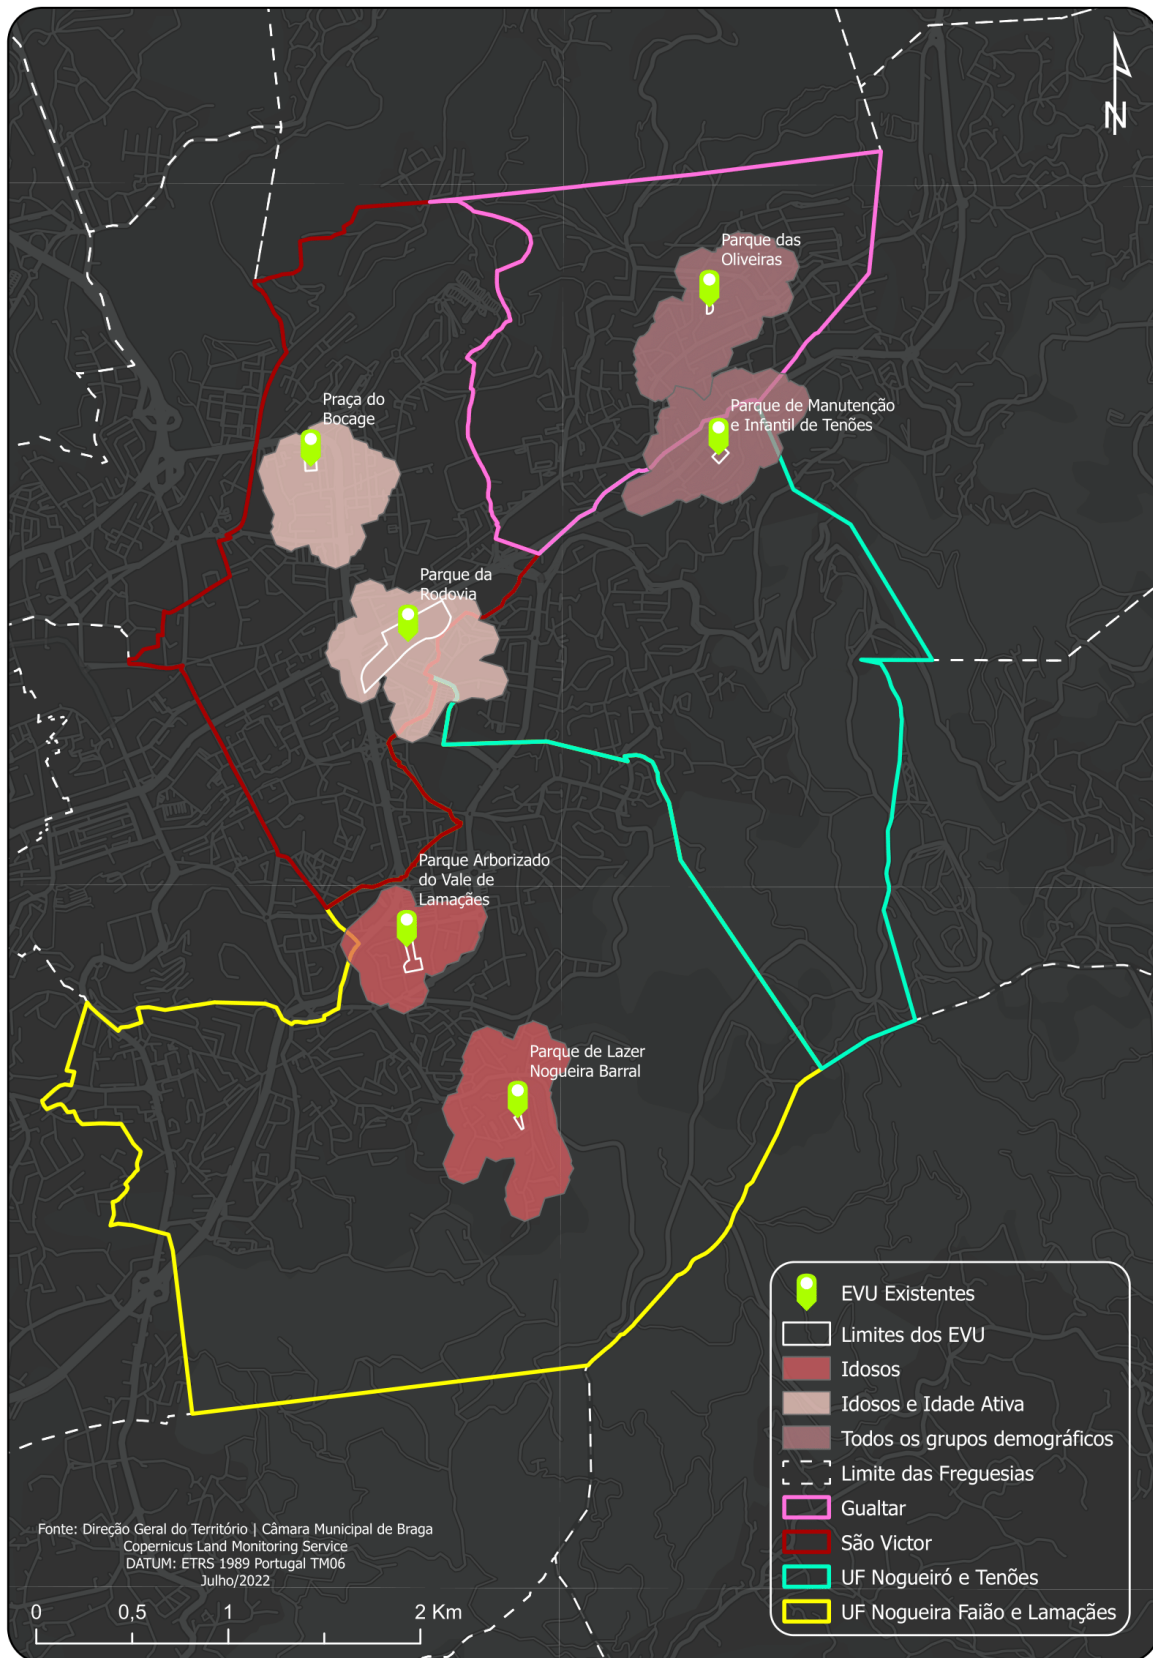 N
Parque das
Oliveiras
Praça do
Bocage
Parque de Manutenção
e Infantil de Tenões
Parque da
Rodovia
Parque Arborizado
do Vale de
Lamaçães
Parque de Lazer
Nogueira Barral
EVU Existentes
Limites dos EVU
Idosos
Idosos e Idade Ativa
Todos os grupos demográficos
Limite das Freguesias
Gualtar
São Victor
UF Nogueiró e Tenões
UF Nogueira Faião e Lamaçães
Fonte: Direção Geral do Território | Câmara Municipal de Braga
Copernicus Land Monitoring Service
DATUM: ETRS 1989 Portugal TM06
Julho/2022
0 0,5 1 2 Km